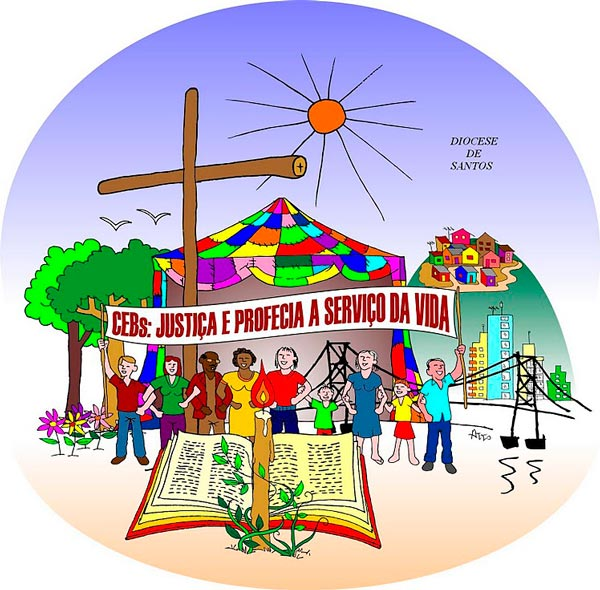 DIOCESE
DE
SANTOS
CEBs: JUSTIÇA E PROFECIA A SERVIÇO DA VIDA